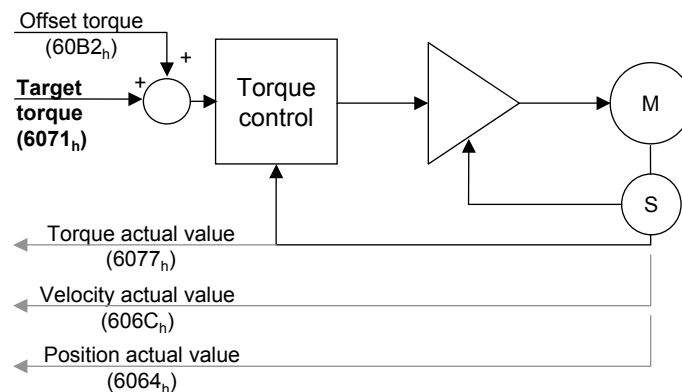 Offset torque
(60B2h)
+
+
Target
torque
(6071h)
Torque
control
M
S
Torque actual value
(6077h)
Velocity actual value
(606Ch)
Position actual value
(6064h)